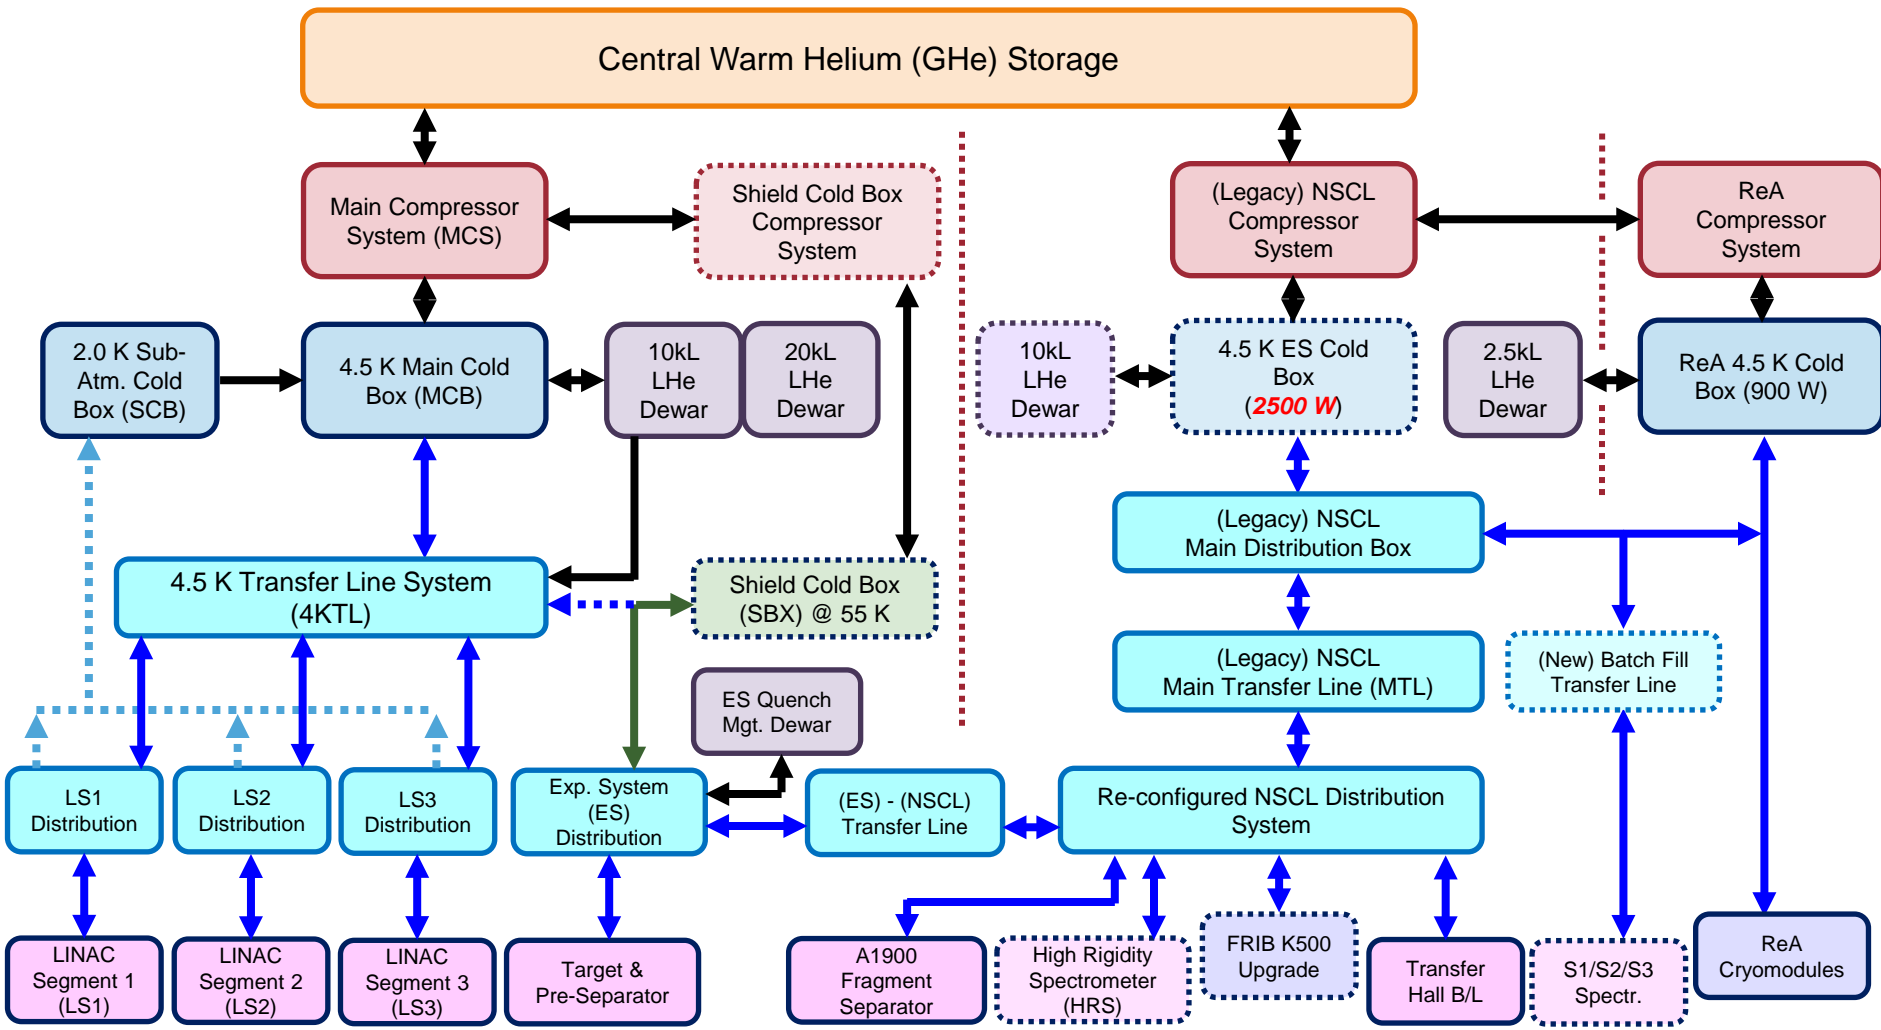 Central Warm Helium (GHe) Storage
Main Compressor
System (MCS)
Shield Cold Box
Compressor
System
(Legacy) NSCL
Compressor
System
ReA
Compressor
System
2.0 K Sub-
Atm. Cold
Box (SCB)
4.5 K Main Cold
Box (MCB)
10kL
LHe
Dewar
20kL
LHe
Dewar
10kL
LHe
Dewar
4.5 K ES Cold
Box
(2500 W)
2.5kL
LHe
Dewar
ReA 4.5 K Cold
Box (900 W)
(Legacy) NSCL
Main Distribution Box
4.5 K Transfer Line System
(4KTL)
Shield Cold Box
(SBX) @ 55 K
(Legacy) NSCL
Main Transfer Line (MTL)
(New) Batch Fill
Transfer Line
ES Quench
Mgt. Dewar
LS1
Distribution
LS2
Distribution
LS3
Distribution
Exp. System
(ES)
Distribution
(ES) - (NSCL)
Transfer Line
Re-configured NSCL Distribution
System
LINAC
Segment 1
(LS1)
LINAC
Segment 2
(LS2)
LINAC
Segment 3
(LS3)
Target &
Pre-Separator
A1900
Fragment
Separator
High Rigidity
Spectrometer
(HRS)
FRIB K500
Upgrade
Transfer
Hall B/L
S1/S2/S3
Spectr.
ReA
Cryomodules